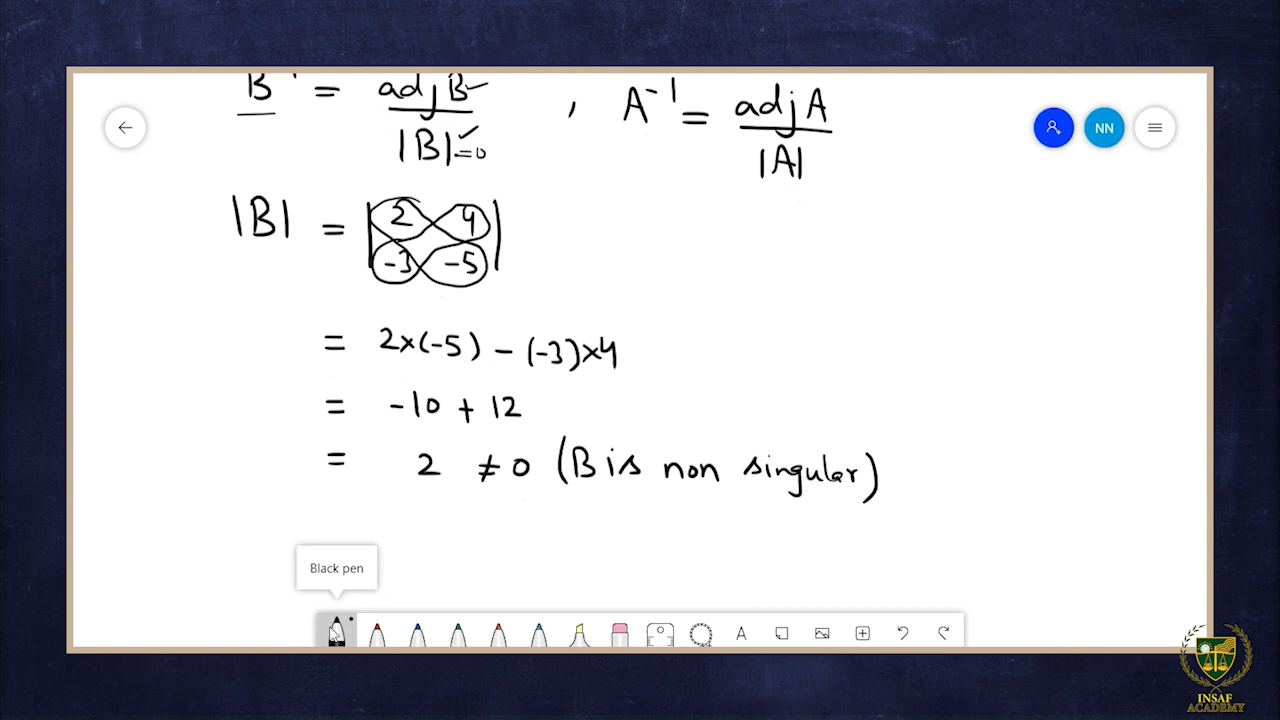 B⁻¹ = adj B / |B| = 0 , A⁻¹ = adj A / |A|
NN
|B| = | 2 4 |
| -3 -5 |
= 2×(-5) - (-3)×4
= -10 + 12
= 2 ≠ 0 (B is non singular)
Black pen
A
INSAF
ACADEMY